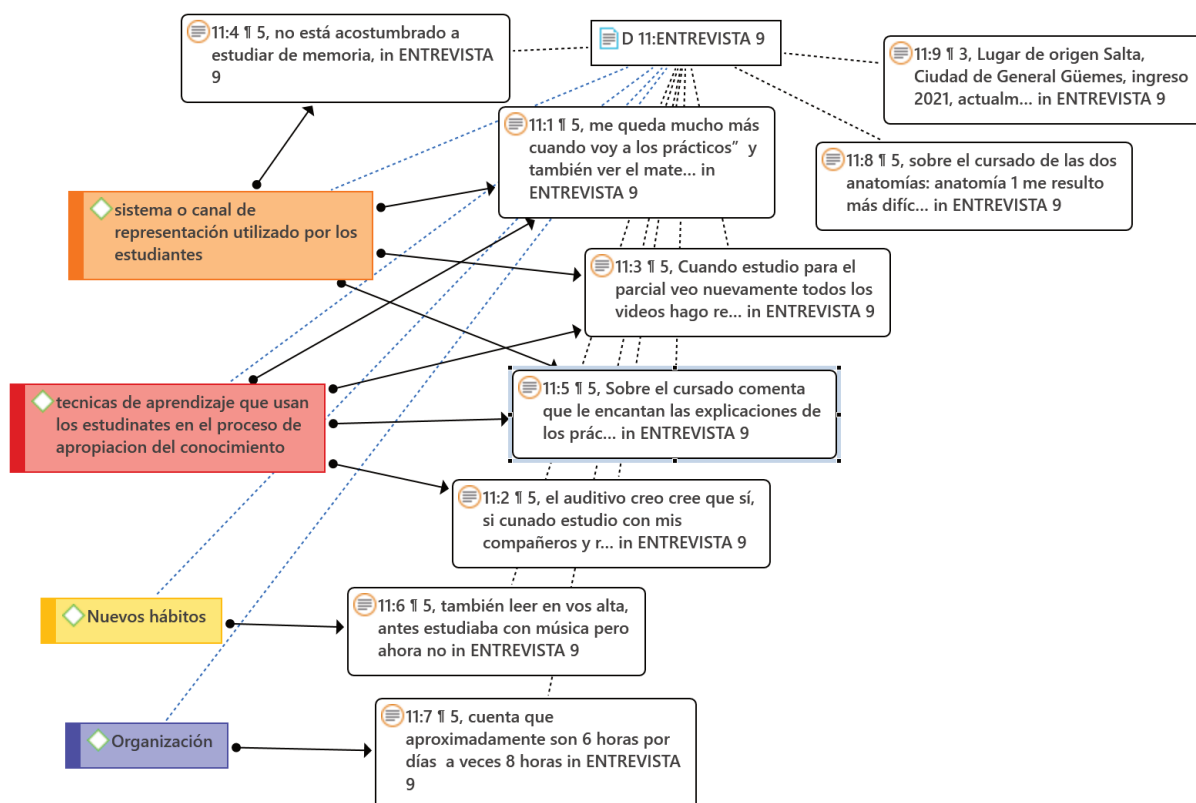 11:4 ¶ 5, no está acostumbrado a
estudiar de memoria, in ENTREVISTA
9
D 11:ENTREVISTA 9
11:9 ¶ 3, Lugar de origen Salta,
Ciudad de General Güemes, ingreso
2021, actualm... in ENTREVISTA 9
11:1 ¶ 5, me queda mucho más
cuando voy a los prácticos” y
también ver el mate... in
ENTREVISTA 9
11:8 ¶ 5, sobre el cursado de las dos
anatomías: anatomía 1 me resulto
más difíc... in ENTREVISTA 9
sistema o canal de
representación utilizado por los
estudiantes
11:3 ¶ 5, Cuando estudio para el
parcial veo nuevamente todos los
videos hago re... in ENTREVISTA 9
tecnicas de aprendizaje que usan
los estudinates en el proceso de
apropiacion del conocimiento
11:5 ¶ 5, Sobre el cursado comenta
que le encantan las explicaciones de
los prác... in ENTREVISTA 9
11:2 ¶ 5, el auditivo creo cree que sí,
si cunado estudio con mis
compañeros y r... in ENTREVISTA 9
Nuevos hábitos
11:6 ¶ 5, también leer en vos alta,
antes estudiaba con música pero
ahora no in ENTREVISTA 9
Organización
11:7 ¶ 5, cuenta que
aproximadamente son 6 horas por
días a veces 8 horas in ENTREVISTA
9